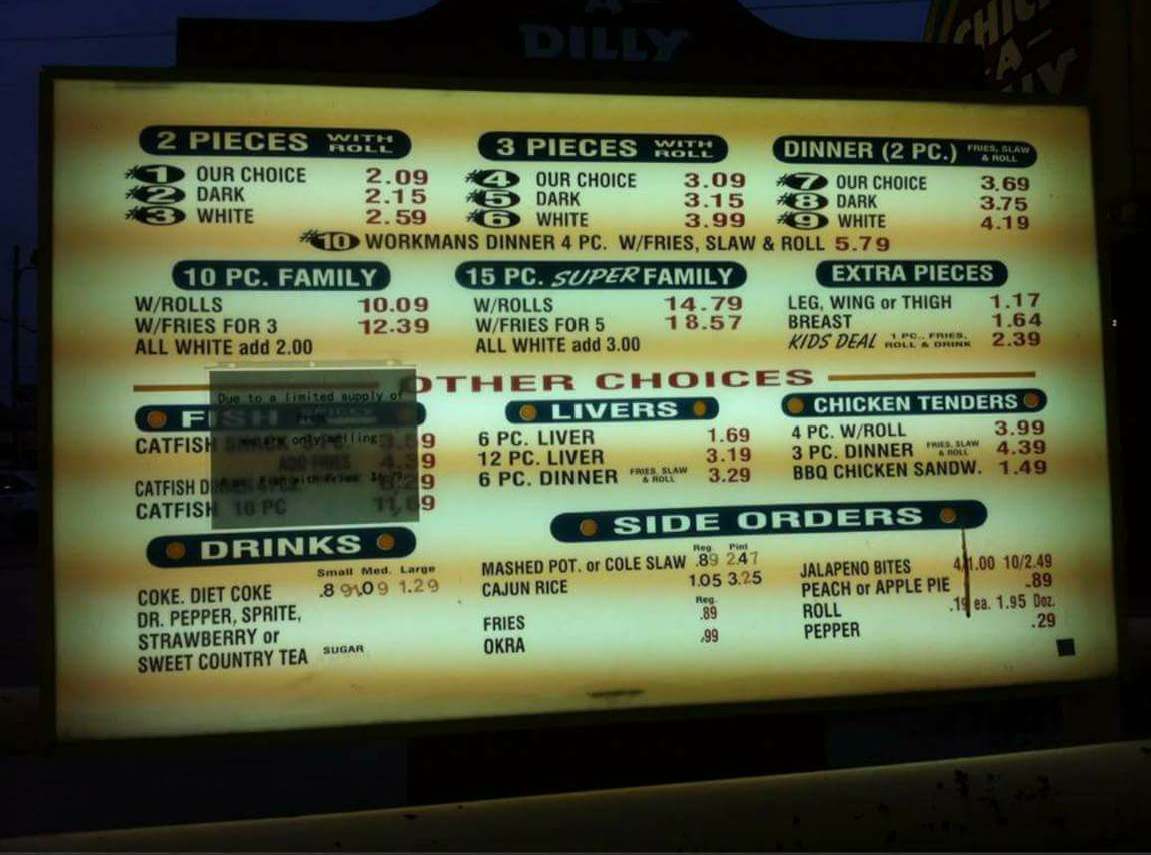 A
DILLY
CHIC
A
2 PIECES WITH ROLL
#1 OUR CHOICE 2.09
#2 DARK 2.15
#3 WHITE 2.59
3 PIECES WITH ROLL
#4 OUR CHOICE 3.09
#5 DARK 3.15
#6 WHITE 3.99
DINNER (2 PC.) FRIES, SLAW & ROLL
#7 OUR CHOICE 3.69
#8 DARK 3.75
#9 WHITE 4.19
#10 WORKMANS DINNER 4 PC. W/FRIES, SLAW & ROLL 5.79
10 PC. FAMILY
W/ROLLS 10.09
W/FRIES FOR 3 12.39
ALL WHITE add 2.00
15 PC. SUPER FAMILY
W/ROLLS 14.79
W/FRIES FOR 5 18.57
ALL WHITE add 3.00
EXTRA PIECES
LEG, WING or THIGH 1.17
BREAST 1.64
KIDS DEAL 1 PC., FRIES, ROLL & DRINK 2.39
OTHER CHOICES
Due to a limited supply of
FISH
CATFISH
CATFISH
CATFISH 10 PC
LIVERS
6 PC. LIVER 1.69
12 PC. LIVER 3.19
6 PC. DINNER FRIES, SLAW & ROLL 3.29
CHICKEN TENDERS
4 PC. W/ROLL 3.99
3 PC. DINNER FRIES, SLAW & ROLL 4.39
BBQ CHICKEN SANDW. 1.49
DRINKS
Small Med. Large
COKE. DIET COKE .89 1.09 1.29
DR. PEPPER, SPRITE,
STRAWBERRY or
SWEET COUNTRY TEA SUGAR
SIDE ORDERS
Reg. Pint
MASHED POT. or COLE SLAW .89 2.47
CAJUN RICE 1.05 3.25
Reg.
FRIES .89
OKRA .99
JALAPENO BITES 4/1.00 10/2.49
PEACH or APPLE PIE .89
ROLL .19 ea. 1.95 Doz.
PEPPER .29